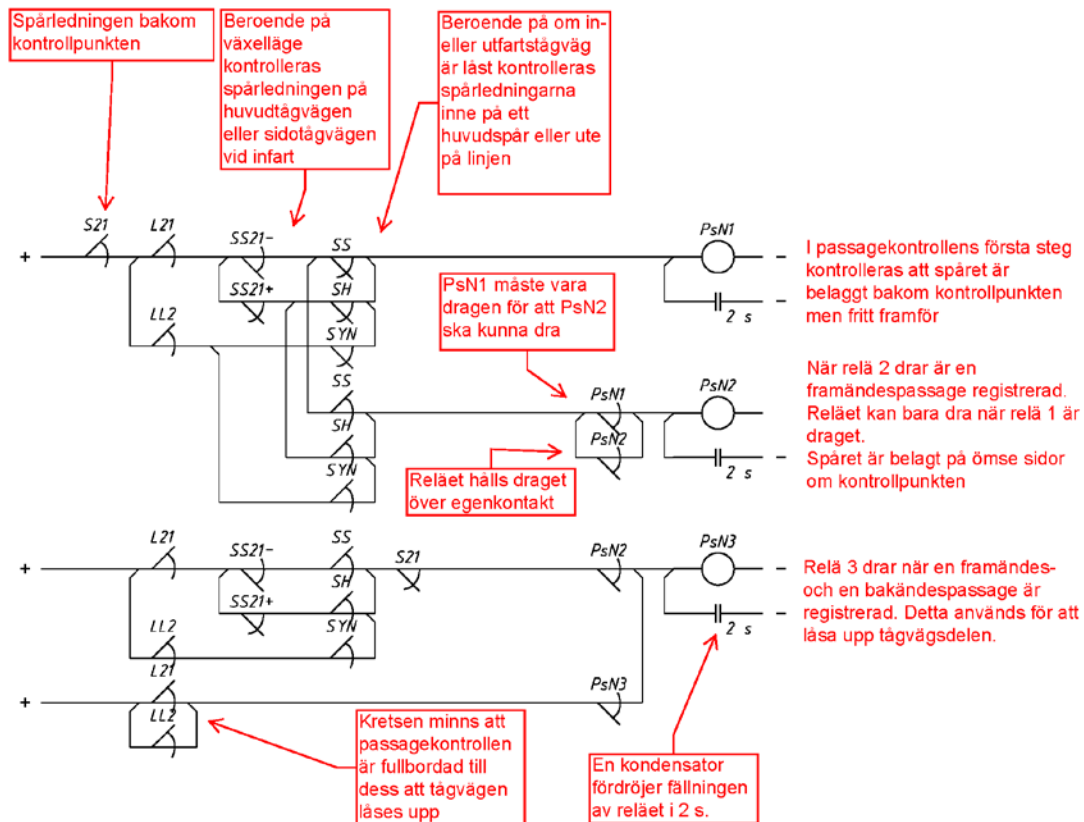 Spårledningen bakom
kontrollpunkten
Beroende på
växelläge
kontrolleras
spårledningen på
huvudtågvägen
eller sidotågvägen
vid infart
Beroende på om in-
eller utfartstågväg
är låst kontrolleras
spårledningarna
inne på ett
huvudspår eller ute
på linjen
S21
L21
SS21-
SS
PsN1
+
-
SS21+
SH
2 s
-
LL2
SYN
I passagekontrollens första steg
kontrolleras att spåret är
belaggt bakom kontrollpunkten
men fritt framför
PsN1 måste vara
dragen för att PsN2
ska kunna dra
SS
PsN1
PsN2
-
SH
PsN2
2 s
-
SYN
När relä 2 drar är en
framändespassage registrerad.
Reläet kan bara dra när relä 1 är
draget.
Spåret är belagt på ömse sidor
om kontrollpunkten
Reläet hålls draget
över egenkontakt
L21
SS21-
SS
S21
PsN2
PsN3
+
-
SS21+
SH
2 s
-
LL2
SYN
Relä 3 drar när en framändes-
och en bakändespassage är
registrerad. Detta används för att
låsa upp tågvägsdelen.
L21
PsN3
+
LL2
Kretsen minns att
passagekontrollen
är fullbordad till
dess att tågvägen
låses upp
En kondensator
fördröjer fällningen
av reläet i 2 s.